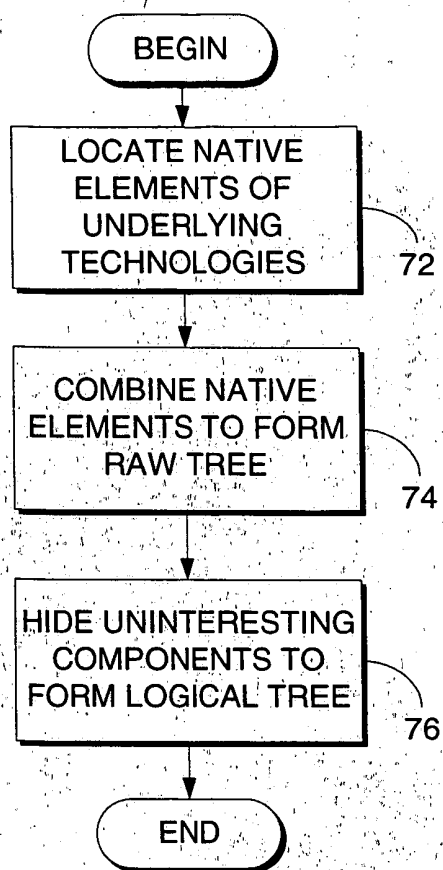 BEGIN
LOCATE NATIVE
ELEMENTS OF
UNDERLYING
TECHNOLOGIES
72
COMBINE NATIVE
ELEMENTS TO FORM
RAW TREE
74
HIDE UNINTERESTING
COMPONENTS TO
FORM LOGICAL TREE
76
END